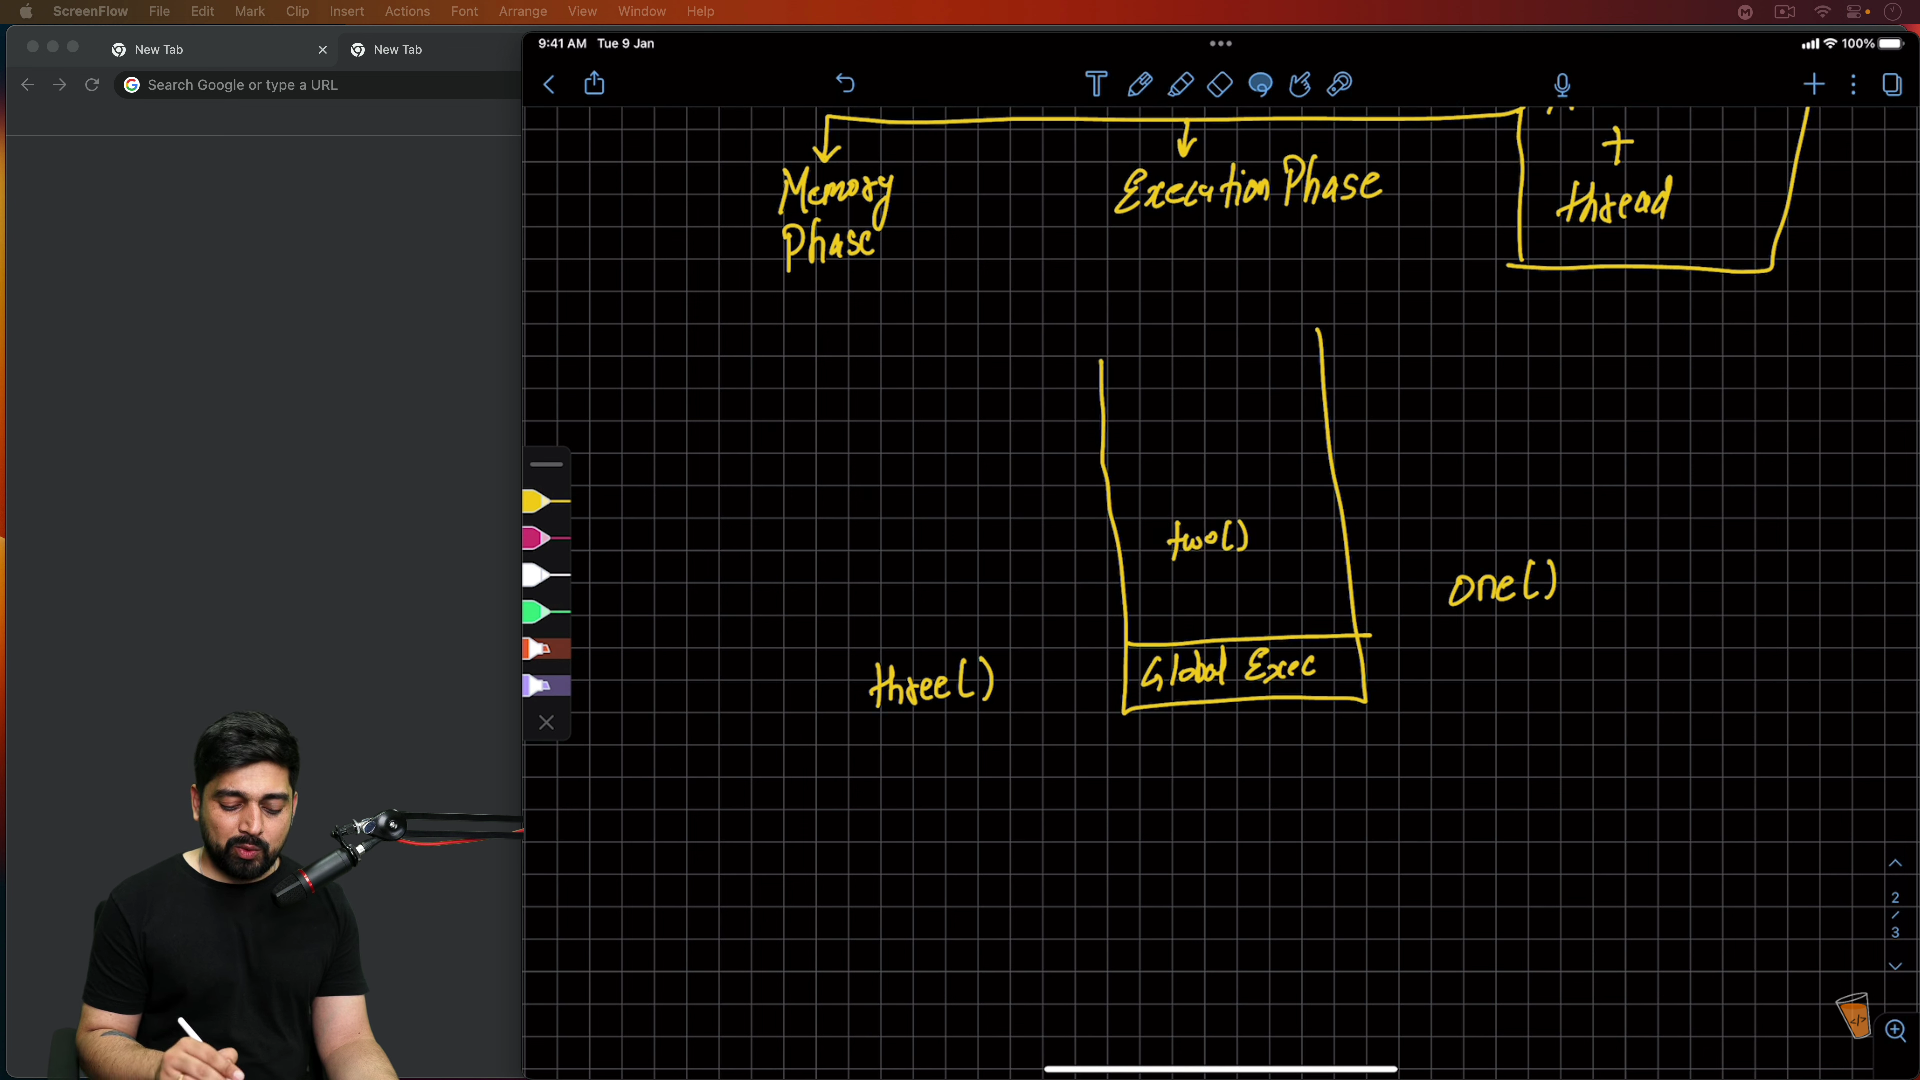 ScreenFlow File Edit Mark Clip Insert Actions Font Arrange View Window Help
New Tab
New Tab
Search Google or type a URL
9:41 AM Tue 9 Jan
100%
T
Memory
Phase
Execution Phase
+
thread
two()
one()
Global Exec
three()
2
/
3
</>